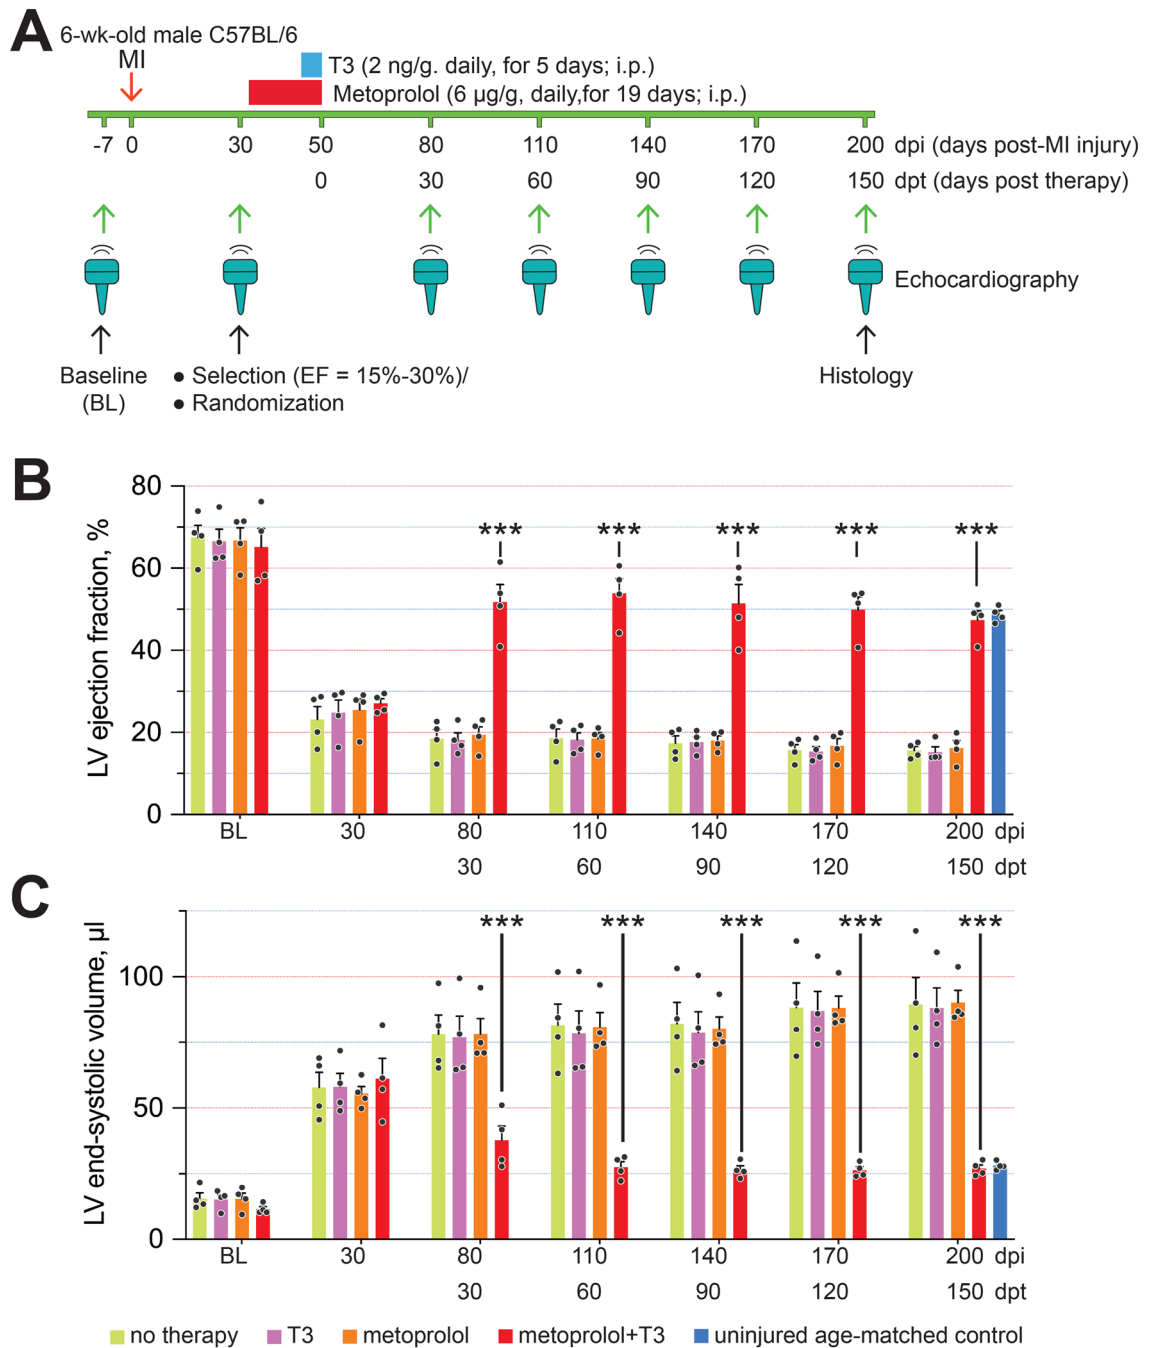 A
6-wk-old male C57BL/6
MI
T3 (2 ng/g. daily, for 5 days; i.p.)
Metoprolol (6 µg/g, daily,for 19 days; i.p.)
-7 0 30 50 80 110 140 170 200 dpi (days post-MI injury)
0 30 60 90 120 150 dpt (days post therapy)
Echocardiography
Baseline
(BL)
● Selection (EF = 15%-30%)/
● Randomization
Histology
B
LV ejection fraction, %
80
60
40
20
0
*** *** *** *** ***
BL 30 80 110 140 170 200 dpi
30 60 90 120 150 dpt
C
LV end-systolic volume, µl
100
50
0
*** *** *** *** ***
BL 30 80 110 140 170 200 dpi
30 60 90 120 150 dpt
no therapy T3 metoprolol metoprolol+T3 uninjured age-matched control